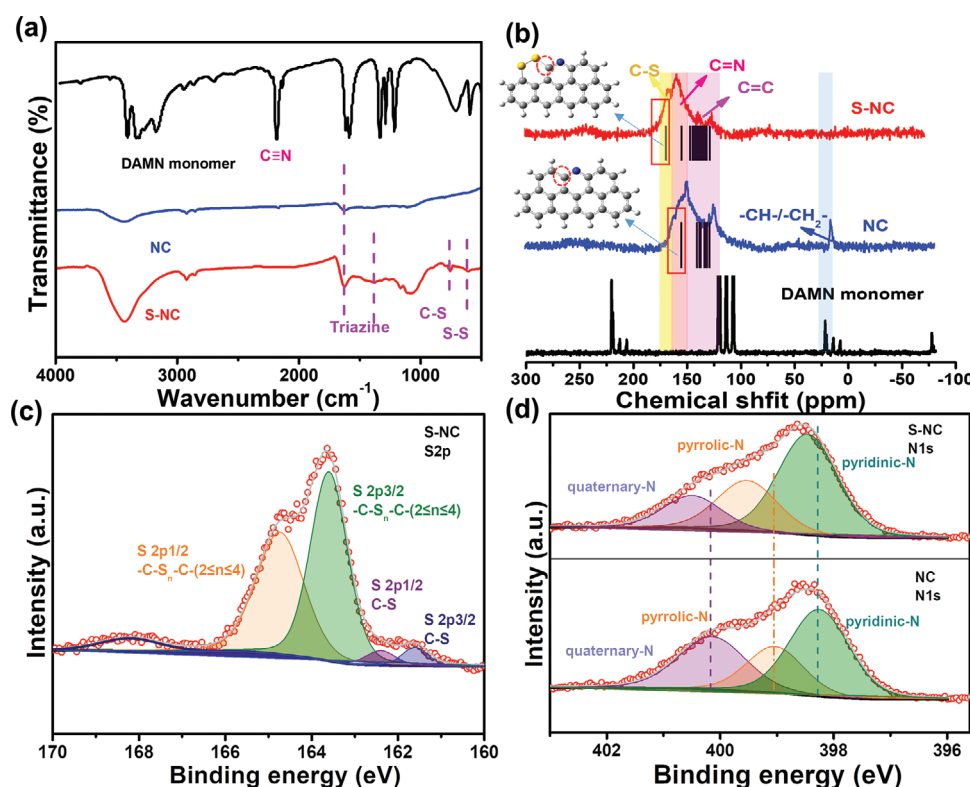 (a)
Transmittance (%)
DAMN monomer
C≡N
NC
S-NC
Triazine
C-S
S-S
4000 3000 2000 1000
Wavenumber (cm-1)
(b)
C-S
C=N
C=C
S-NC
-CH-/-CH2-
NC
DAMN monomer
300 250 200 150 100 50 0 -50 -100
Chemical shfit (ppm)
(c)
S-NC
S2p
S 2p3/2
-C-Sn-C-(2≤n≤4)
S 2p1/2
-C-Sn-C-(2≤n≤4)
S 2p1/2
C-S
S 2p3/2
C-S
Intensity (a.u.)
170 168 166 164 162 160
Binding energy (eV)
(d)
S-NC
N1s
pyrrolic-N
pyridinic-N
quaternary-N
NC
N1s
pyrrolic-N
pyridinic-N
quaternary-N
Intensity (a.u.)
402 400 398 396
Binding energy (eV)